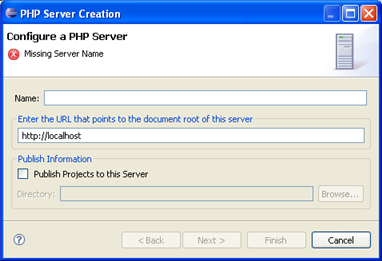 PHP Server Creation
Configure a PHP Server
Missing Server Name
Name:
Enter the URL that points to the document root of this server
http://localhost
Publish Information
Publish Projects to this Server
Directory: Browse...
? < Back Next > Finish Cancel